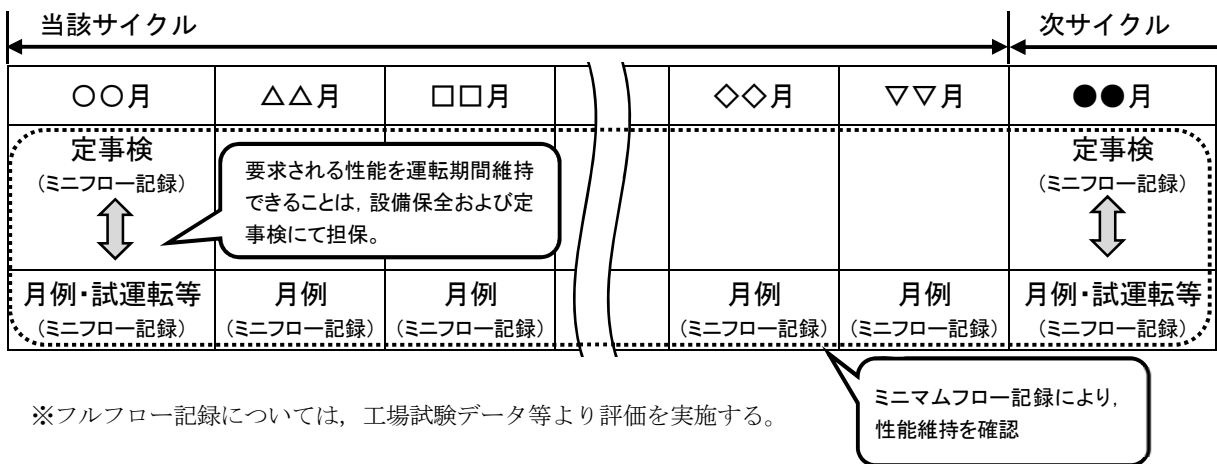 当該サイクル
次サイクル
○○月
△△月
□□月
◇◇月
▽▽月
●●月
定事検
(ミニフロー記録)
要求される性能を運転期間維持
できることは，設備保全および定
事検にて担保。
定事検
(ミニフロー記録)
月例・試運転等
(ミニフロー記録)
月例
(ミニフロー記録)
月例
(ミニフロー記録)
月例
(ミニフロー記録)
月例
(ミニフロー記録)
月例・試運転等
(ミニフロー記録)
ミニマムフロー記録により，
性能維持を確認
※フルフロー記録については，工場試験データ等より評価を実施する。